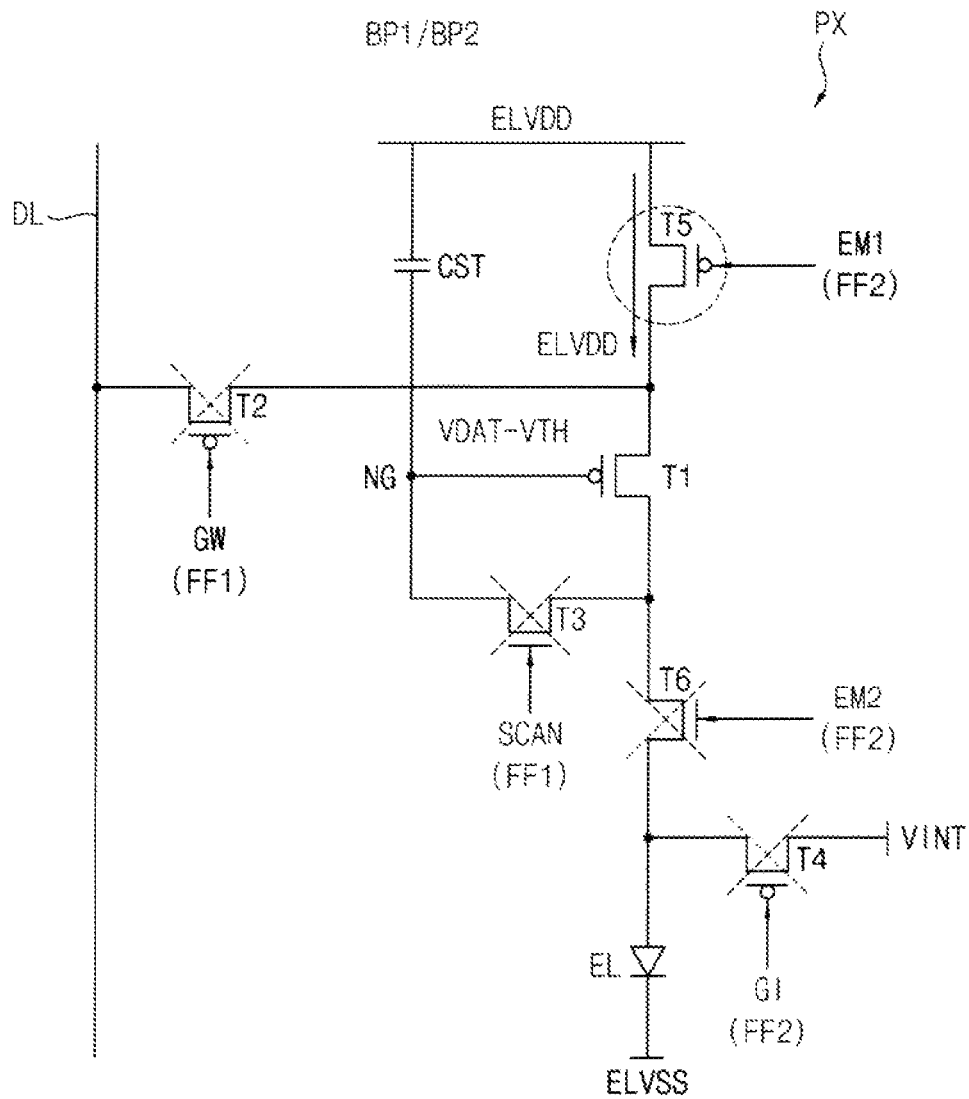 BP1/BP2
PX
ELVDD
DL
T5
CST
EM1
(FF2)
ELVDD
T2
VDAT-VTH
NG
T1
GW
(FF1)
T3
T6
SCAN
(FF1)
EM2
(FF2)
VINT
T4
EL
GI
(FF2)
ELVSS